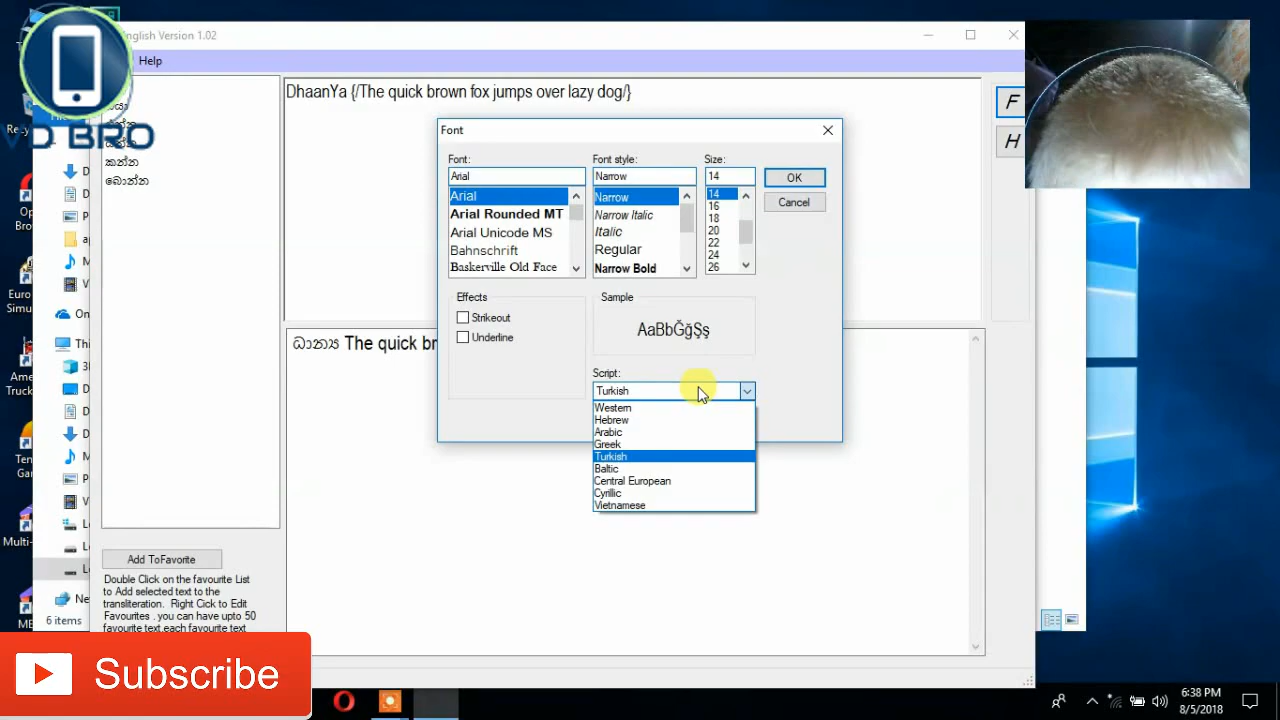 English Version 1.02
Help
VD BRO
යො
කන්න
බොන්න
DhaanYa {/The quick brown fox jumps over lazy dog/}
F
H
ධාන්‍ය The quick br
Font
Font:
Arial
Arial
Arial Rounded MT
Arial Unicode MS
Bahnschrift
Baskerville Old Face
Font style:
Narrow
Narrow
Narrow Italic
Italic
Regular
Narrow Bold
Size:
14
14
16
18
20
22
24
26
OK
Cancel
Effects
Strikeout
Underline
Sample
AaBbĞğŞş
Script:
Turkish
Western
Hebrew
Arabic
Greek
Turkish
Baltic
Central European
Cyrillic
Vietnamese
Add ToFavorite
Double Click on the favourite List
to Add selected text to the
transliteration. Right Cick to Edit
Favourites . you can have upto 50
favourite text.each favourite text
6 items
Subscribe
6:38 PM
8/5/2018